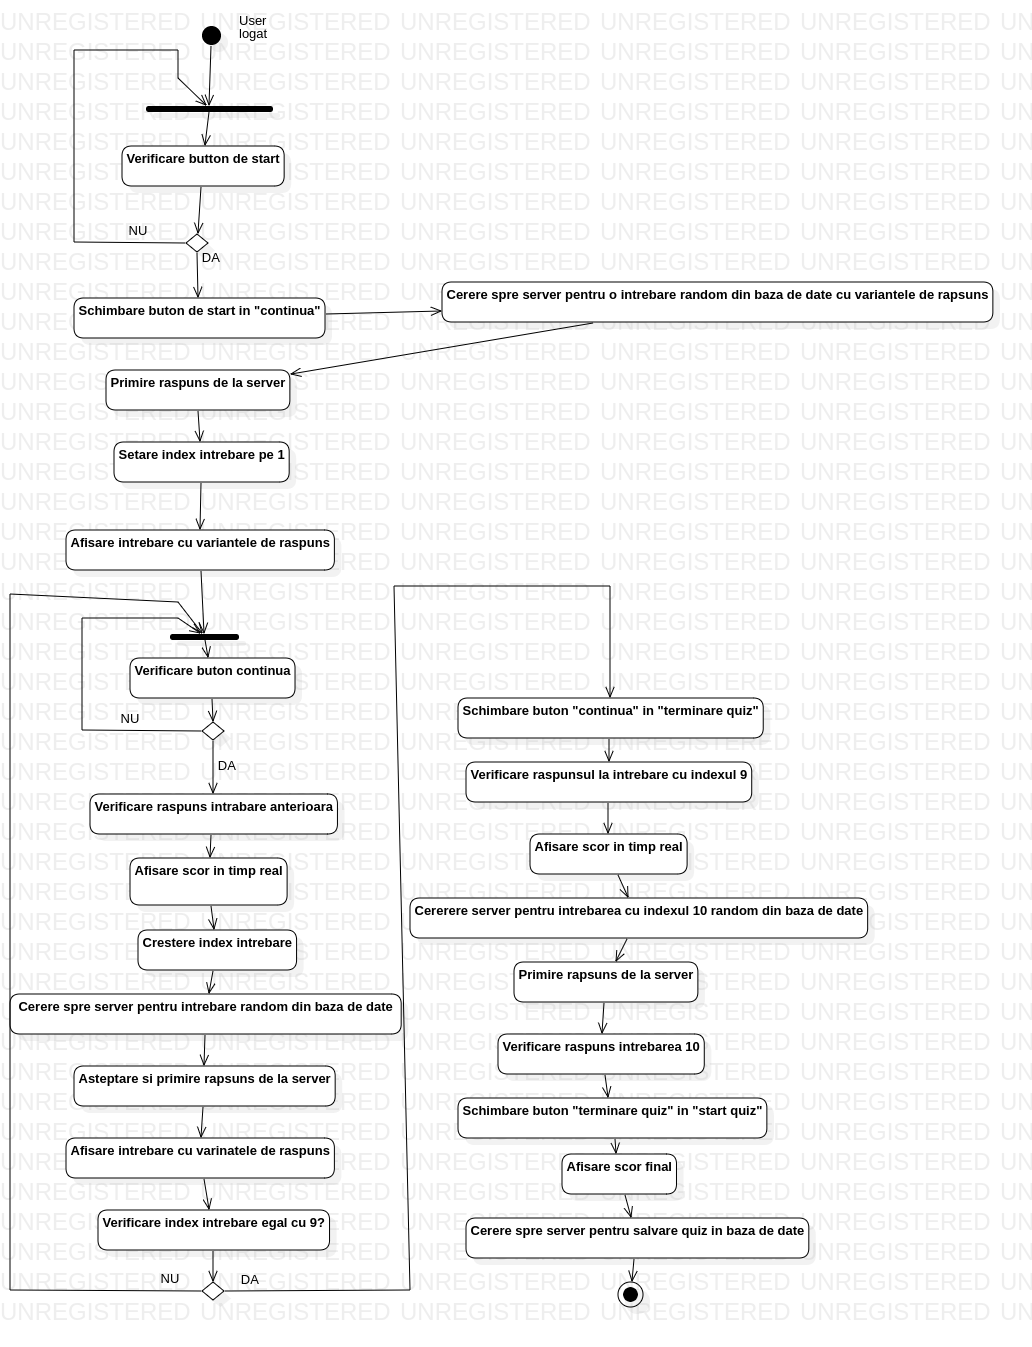 User
logat
Verificare button de start
NU
DA
Schimbare buton de start in "continua"
Cerere spre server pentru o intrebare random din baza de date cu variantele de rapsuns
Primire raspuns de la server
Setare index intrebare pe 1
Afisare intrebare cu variantele de raspuns
Verificare buton continua
NU
DA
Verificare raspuns intrabare anterioara
Afisare scor in timp real
Crestere index intrebare
Cerere spre server pentru intrebare random din baza de date
Asteptare si primire rapsuns de la server
Afisare intrebare cu varinatele de raspuns
Verificare index intrebare egal cu 9?
NU
DA
Schimbare buton "continua" in "terminare quiz"
Verificare raspunsul la intrebare cu indexul 9
Afisare scor in timp real
Cererere server pentru intrebarea cu indexul 10 random din baza de date
Primire rapsuns de la server
Verificare raspuns intrebarea 10
Schimbare buton "terminare quiz" in "start quiz"
Afisare scor final
Cerere spre server pentru salvare quiz in baza de date
UNREGISTERED